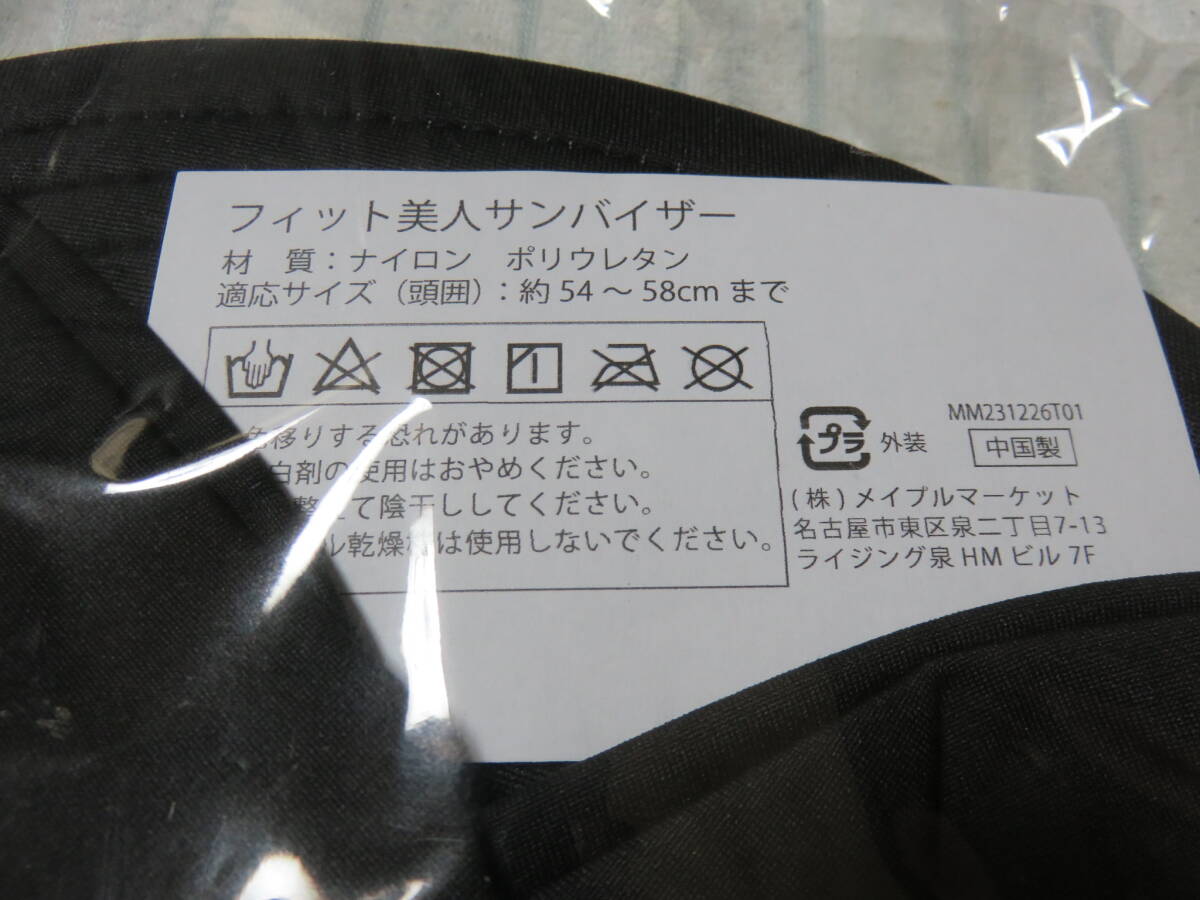 フィット美人サンバイザー
材 質：ナイロン ポリウレタン
適応サイズ（頭囲）：約 54 ～ 58cm まで
色移りする恐れがあります。
白剤の使用はおやめください。
整えて陰干ししてください。
ル乾燥機は使用しないでください。
プラ 外装
MM231226T01
中国製
(株)メイプルマーケット
名古屋市東区泉二丁目7-13
ライジング泉 HM ビル 7F